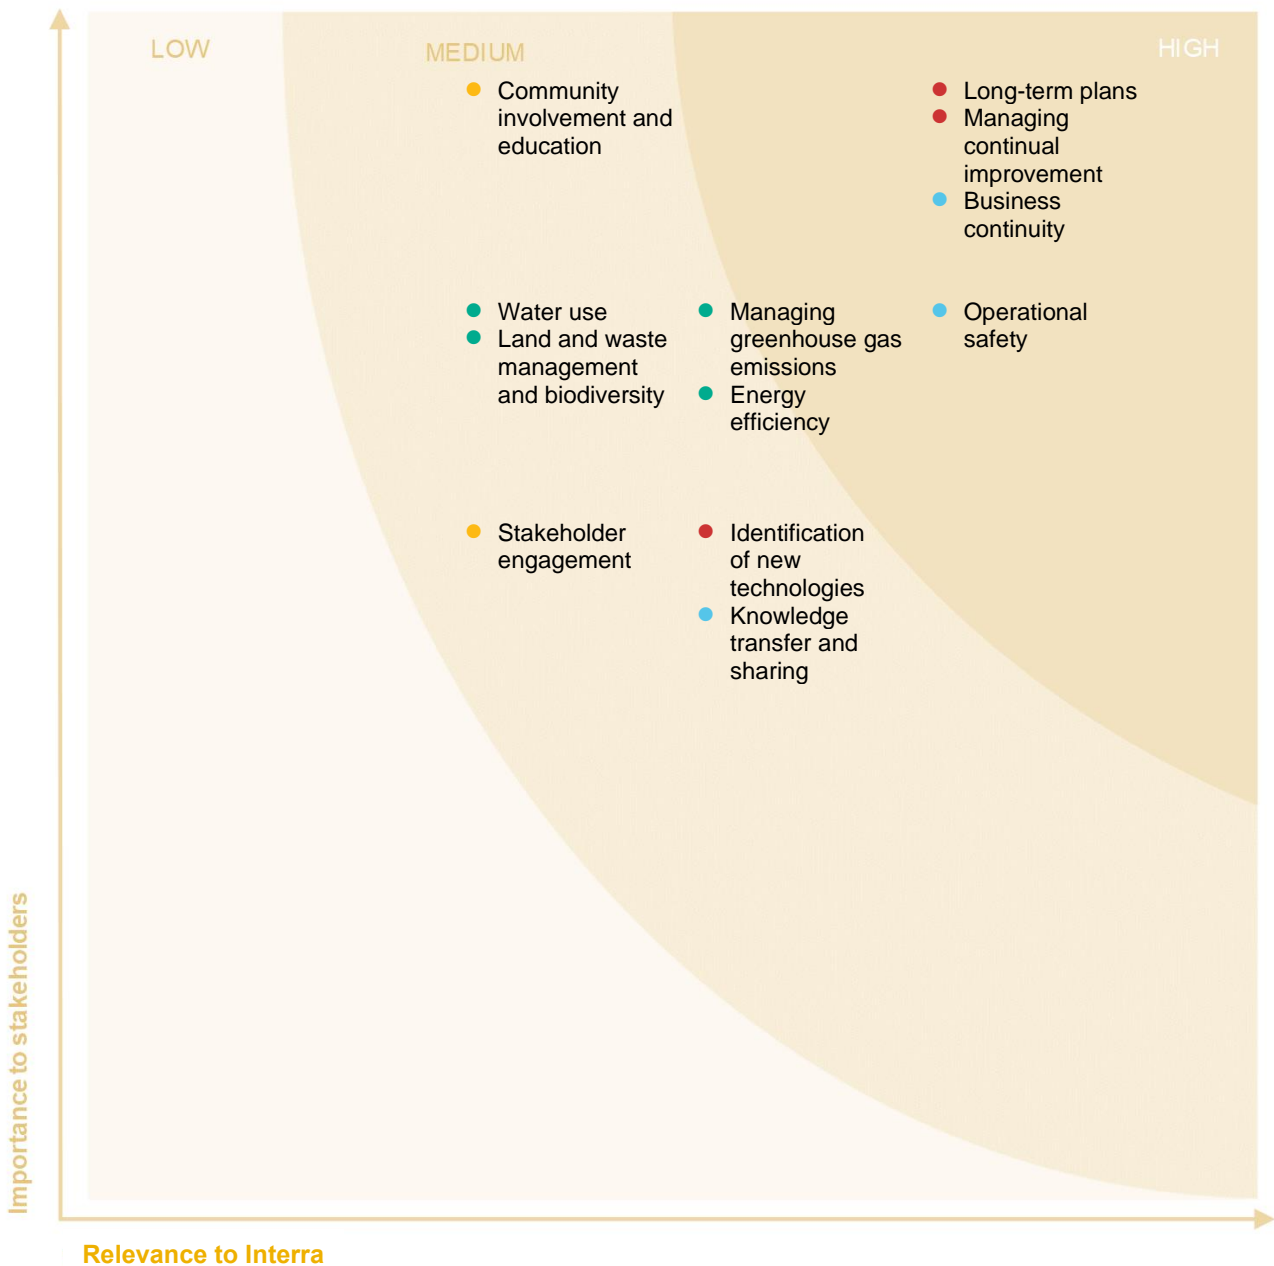 LOW
MEDIUM
HIGH
Community
involvement and
education
Long-term plans
Managing
continual
improvement
Business
continuity
Water use
Land and waste
management
and biodiversity
Managing
greenhouse gas
emissions
Energy
efficiency
Operational
safety
Stakeholder
engagement
Identification
of new
technologies
Knowledge
transfer and
sharing
Importance to stakeholders
Relevance to Interra